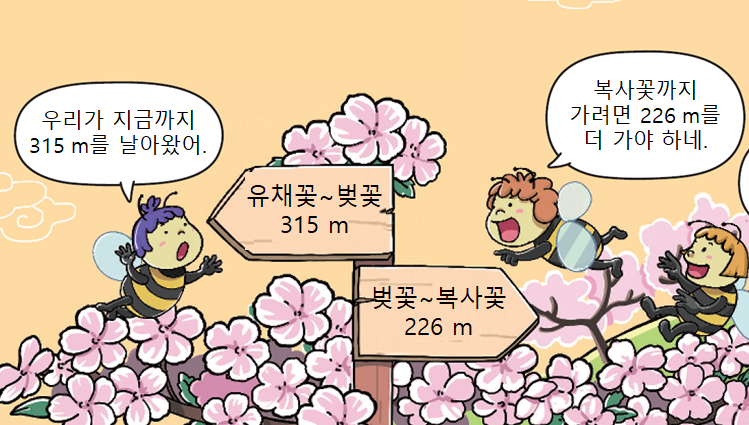 우리가 지금까지
315 m를 날아왔어.
복사꽃까지
가려면 226 m를
더 가야 하네.
유채꽃~벚꽃
315 m
벚꽃~복사꽃
226 m